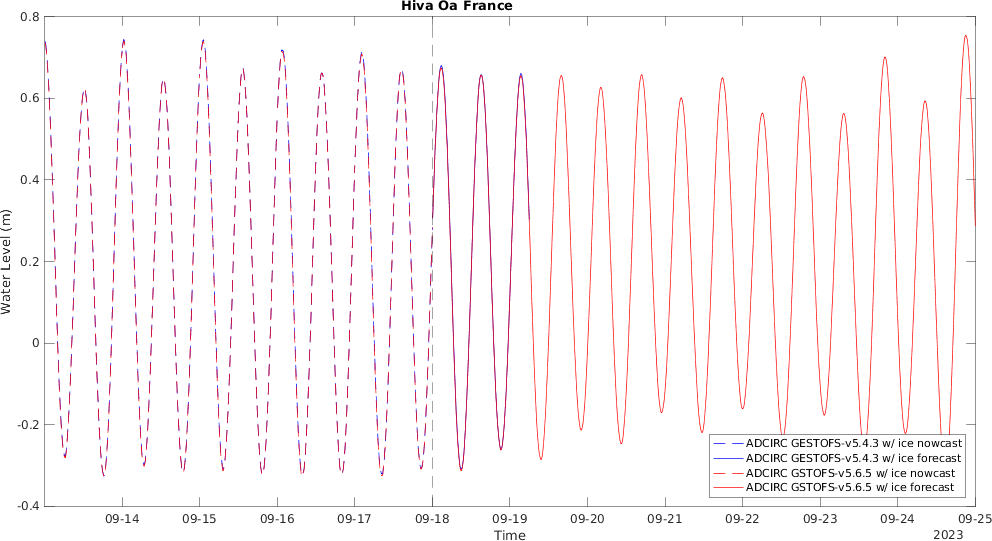 Hiva Oa France
0.8
0.6
0.4
0.2
0
-0.2
-0.4
Water Level (m)
ADCIRC GESTOFS-v5.4.3 w/ ice nowcast
ADCIRC GESTOFS-v5.4.3 w/ ice forecast
ADCIRC GSTOFS-v5.6.5 w/ ice nowcast
ADCIRC GSTOFS-v5.6.5 w/ ice forecast
09-14 09-15 09-16 09-17 09-18 09-19 09-20 09-21 09-22 09-23 09-24 09-25
Time 2023